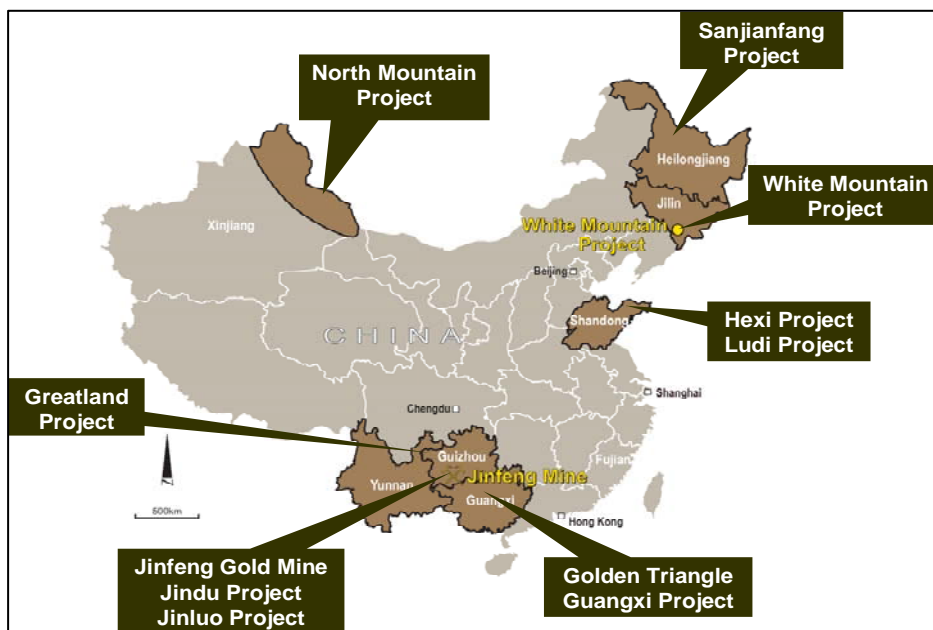 Sanjianfang
Project
North Mountain
Project
Heilongjiang
Jilin
White Mountain
Project
Xinjiang
White Mountain
Project
Beijing
Shandong
Hexi Project
Ludi Project
CHINA
Shanghai
Greatland
Project
Chengdu
Guizhou
Fujian
Jinfeng Mine
Yunnan
Guangxi
500km
Hong Kong
Jinfeng Gold Mine
Jindu Project
Jinluo Project
Golden Triangle
Guangxi Project